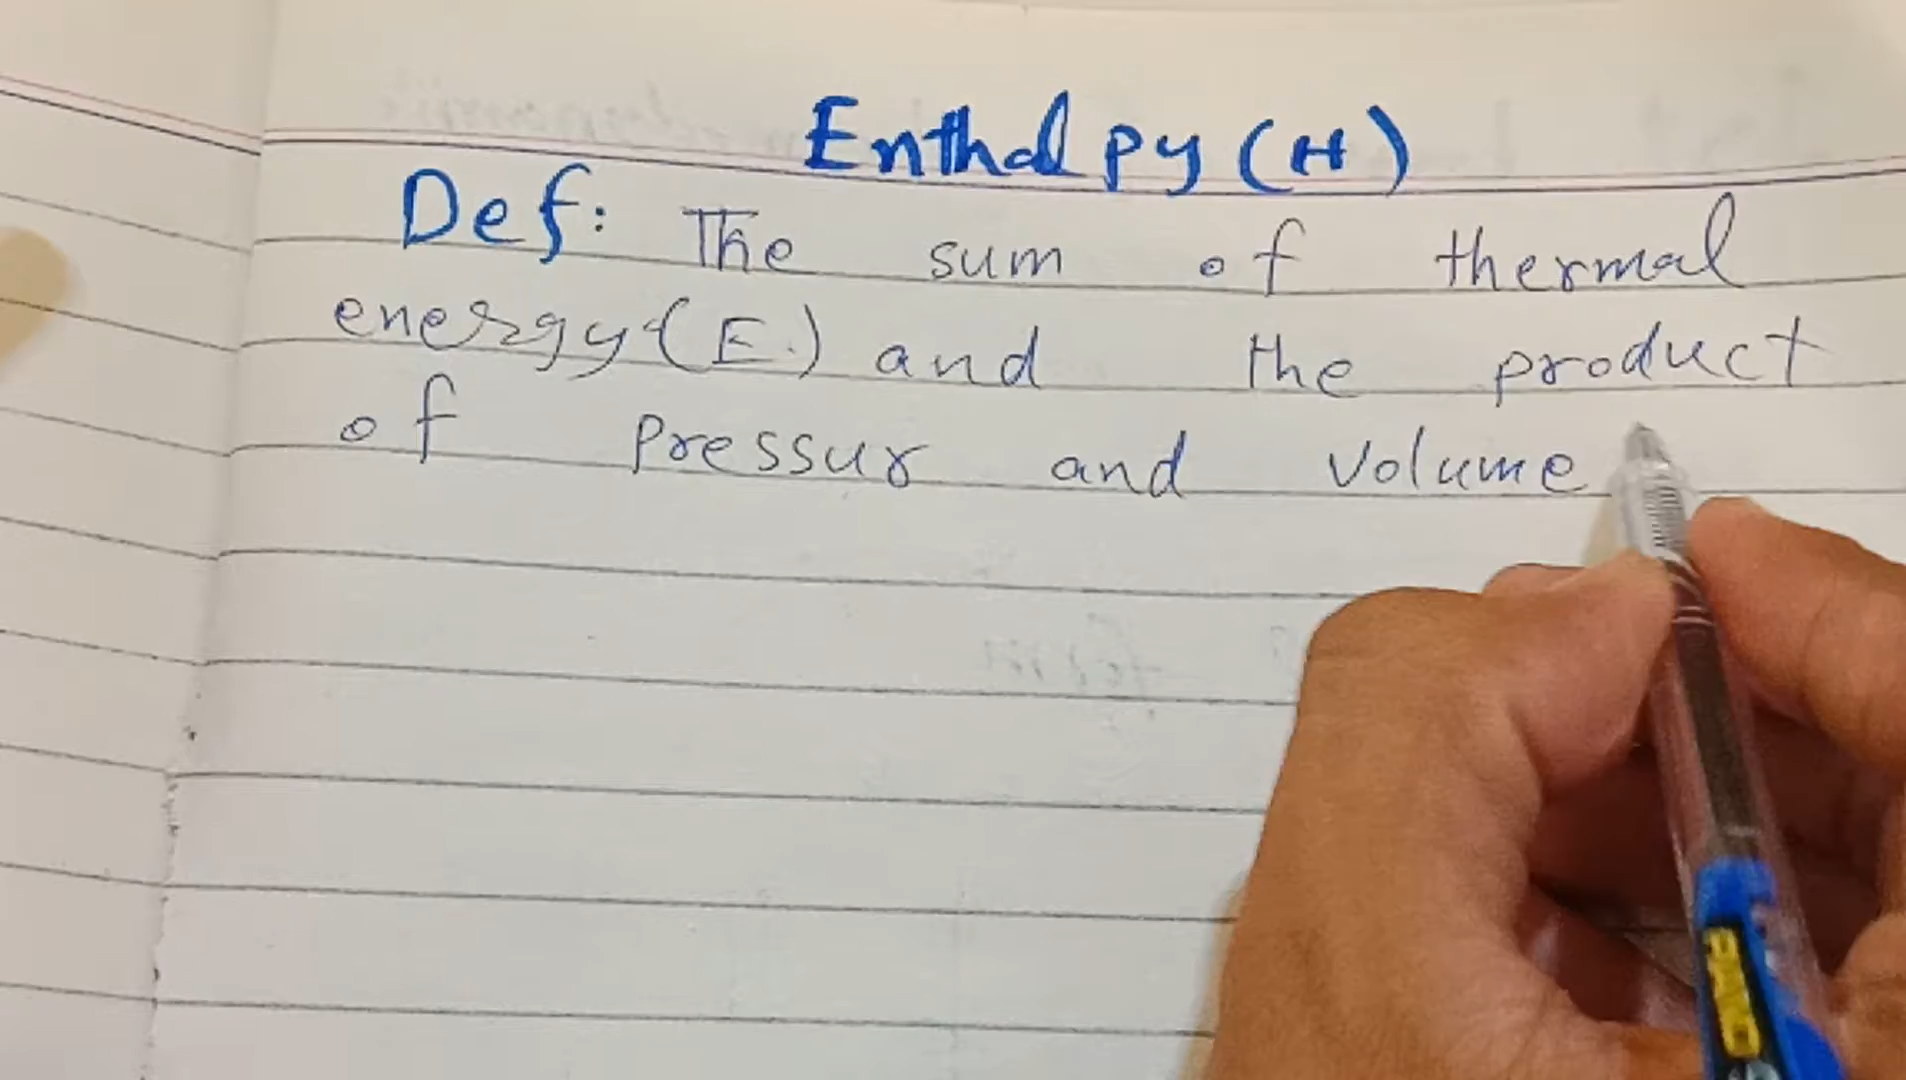 Enthalpy (H)
Def: The sum of thermal
energy (E.) and the product
of Pressur and volume